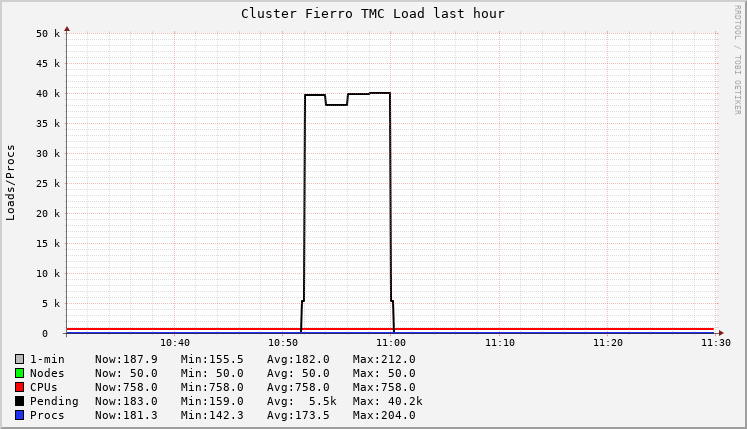 Cluster Fierro TMC Load last hour
RRDTOOL / TOBI OETIKER
Loads/Procs
50 k
45 k
40 k
35 k
30 k
25 k
20 k
15 k
10 k
5 k
0
10:40 10:50 11:00 11:10 11:20 11:30
1-min Now:187.9 Min:155.5 Avg:182.0 Max:212.0
Nodes Now: 50.0 Min: 50.0 Avg: 50.0 Max: 50.0
CPUs Now:758.0 Min:758.0 Avg:758.0 Max:758.0
Pending Now:183.0 Min:159.0 Avg: 5.5k Max: 40.2k
Procs Now:181.3 Min:142.3 Avg:173.5 Max:204.0